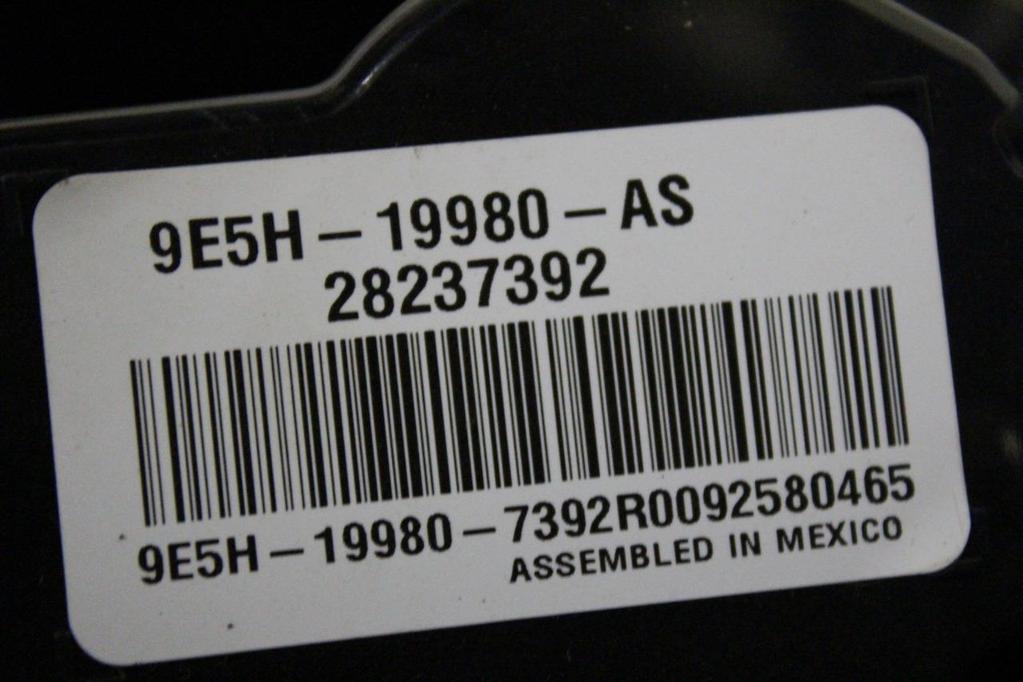 9E5H-19980-AS
28237392
9E5H-19980-7392R0092580465
ASSEMBLED IN MEXICO